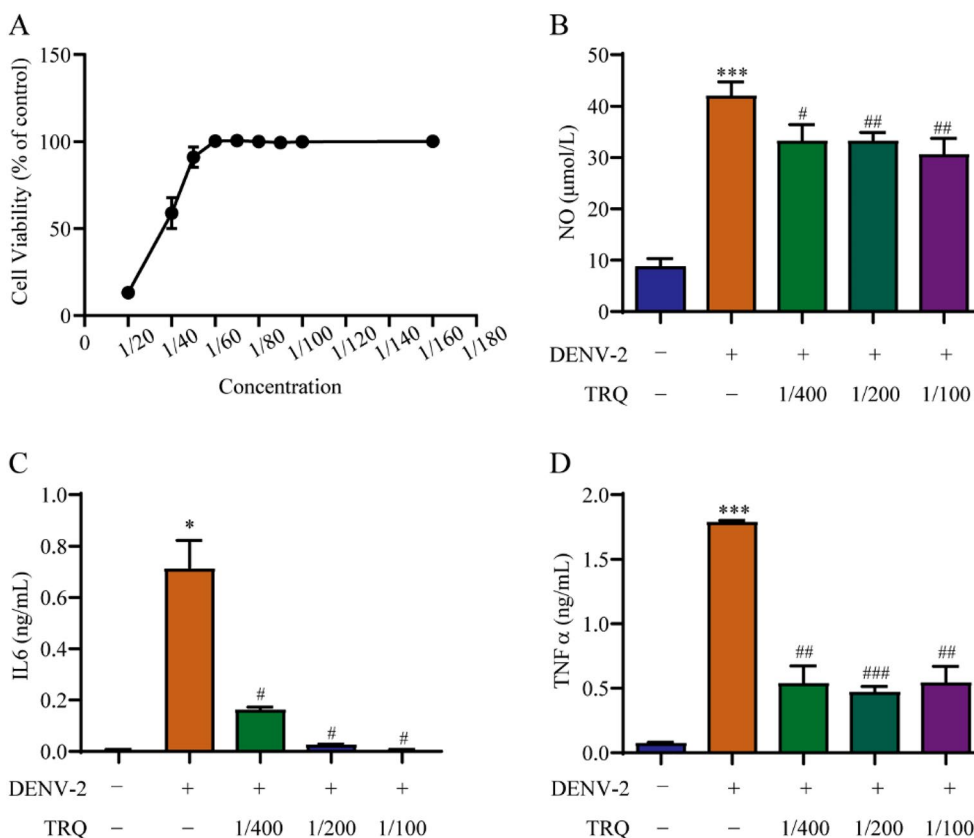 A
Cell Viability (% of control)
150
100
50
0
0
1/20
1/40
1/60
1/80
1/100
1/120
1/140
1/160
1/180
Concentration
B
NO (µmol/L)
50
40
30
20
10
0
***
#
##
##
DENV-2 − + + + +
TRQ − − 1/400 1/200 1/100
C
IL6 (ng/mL)
1.0
0.8
0.6
0.4
0.2
0.0
*
#
#
#
DENV-2 − + + + +
TRQ − − 1/400 1/200 1/100
D
TNF α (ng/mL)
2.0
1.5
1.0
0.5
0.0
***
##
###
##
DENV-2 − + + + +
TRQ − − 1/400 1/200 1/100